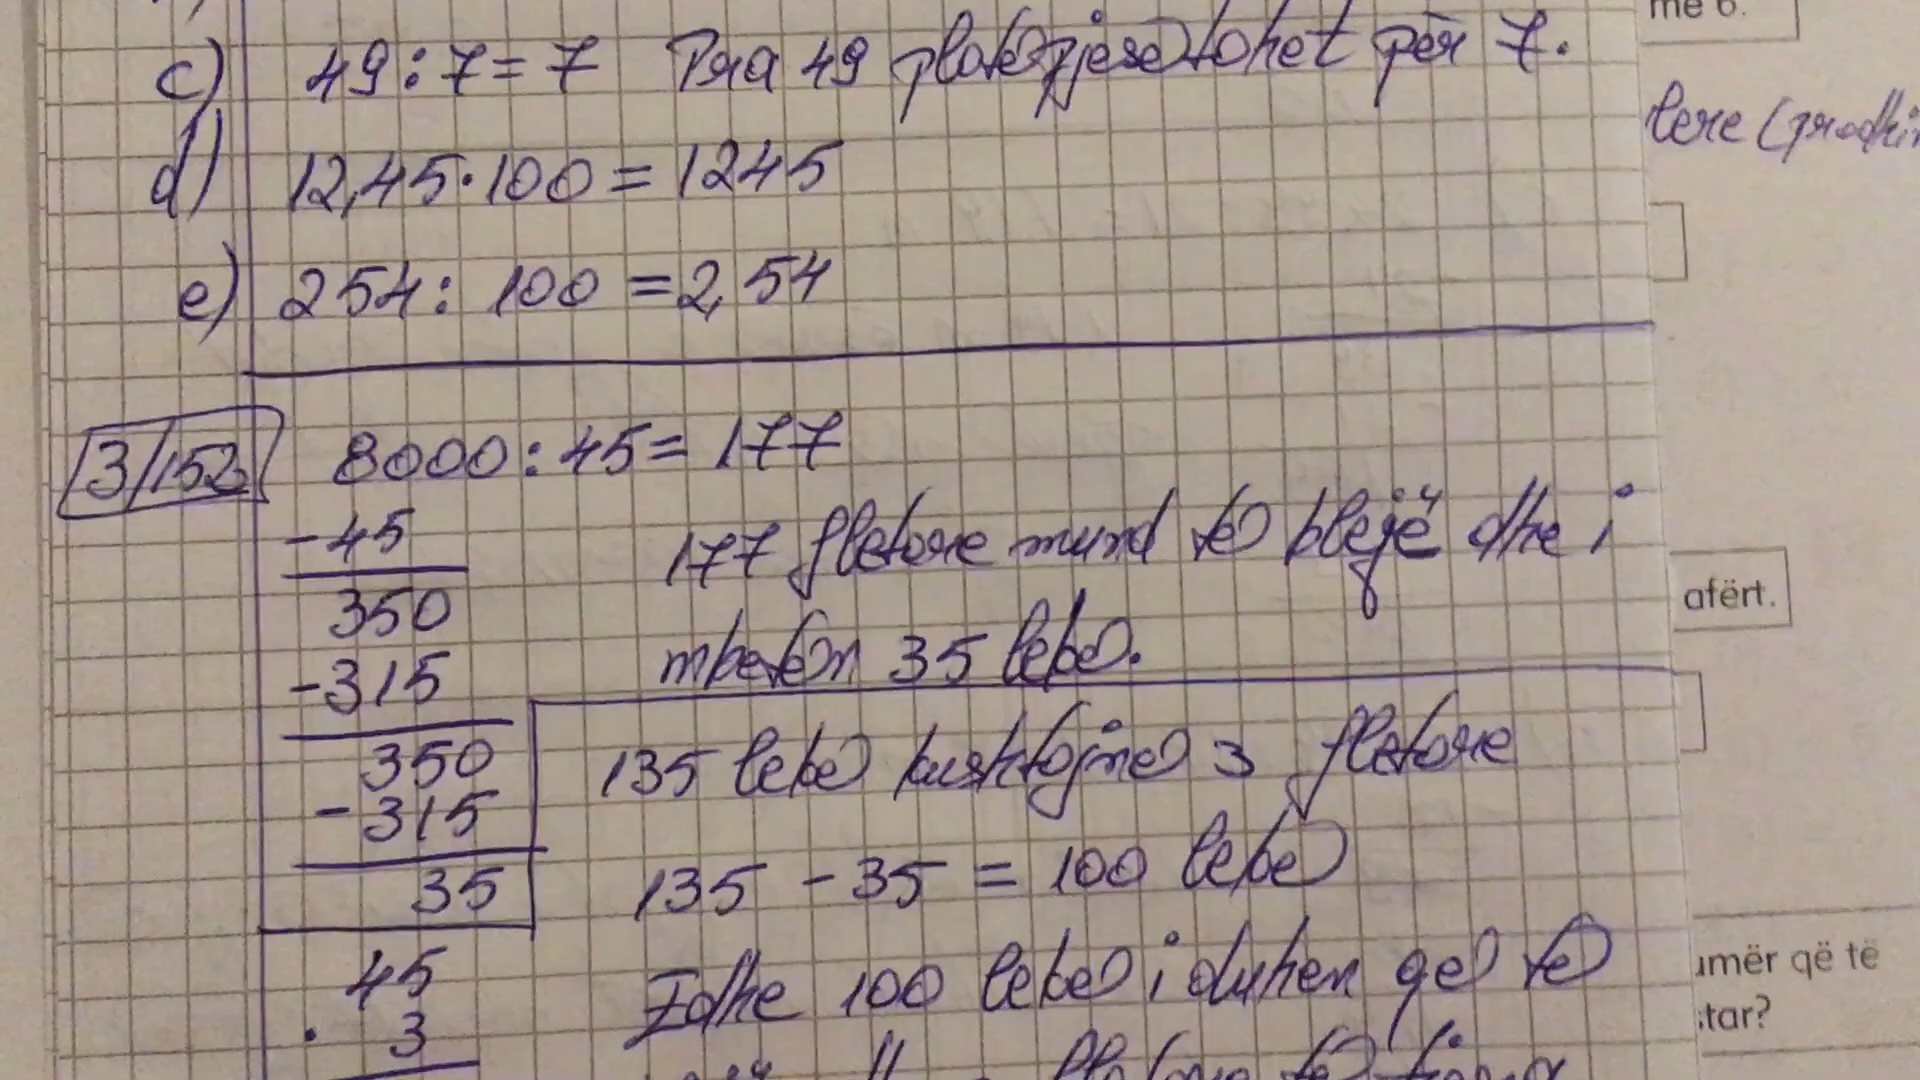 me 6.
c) 49 : 7 = 7 Pra 49 plotëpjesëtohet për 7.
lere (prodhim
d) 12,45 · 100 = 1245
e) 254 : 100 = 2,54
3/152 8000 : 45 = 177
- 45
177 fletore mund të blejë dhe i
350
afërt.
mbetën 35 lekë.
- 315
350
135 lekë kushtojnë 3 fletore
- 315
35
135 - 35 = 100 lekë
45
Edhe 100 lekë i duhen që të
umër që të
· 3
tar?